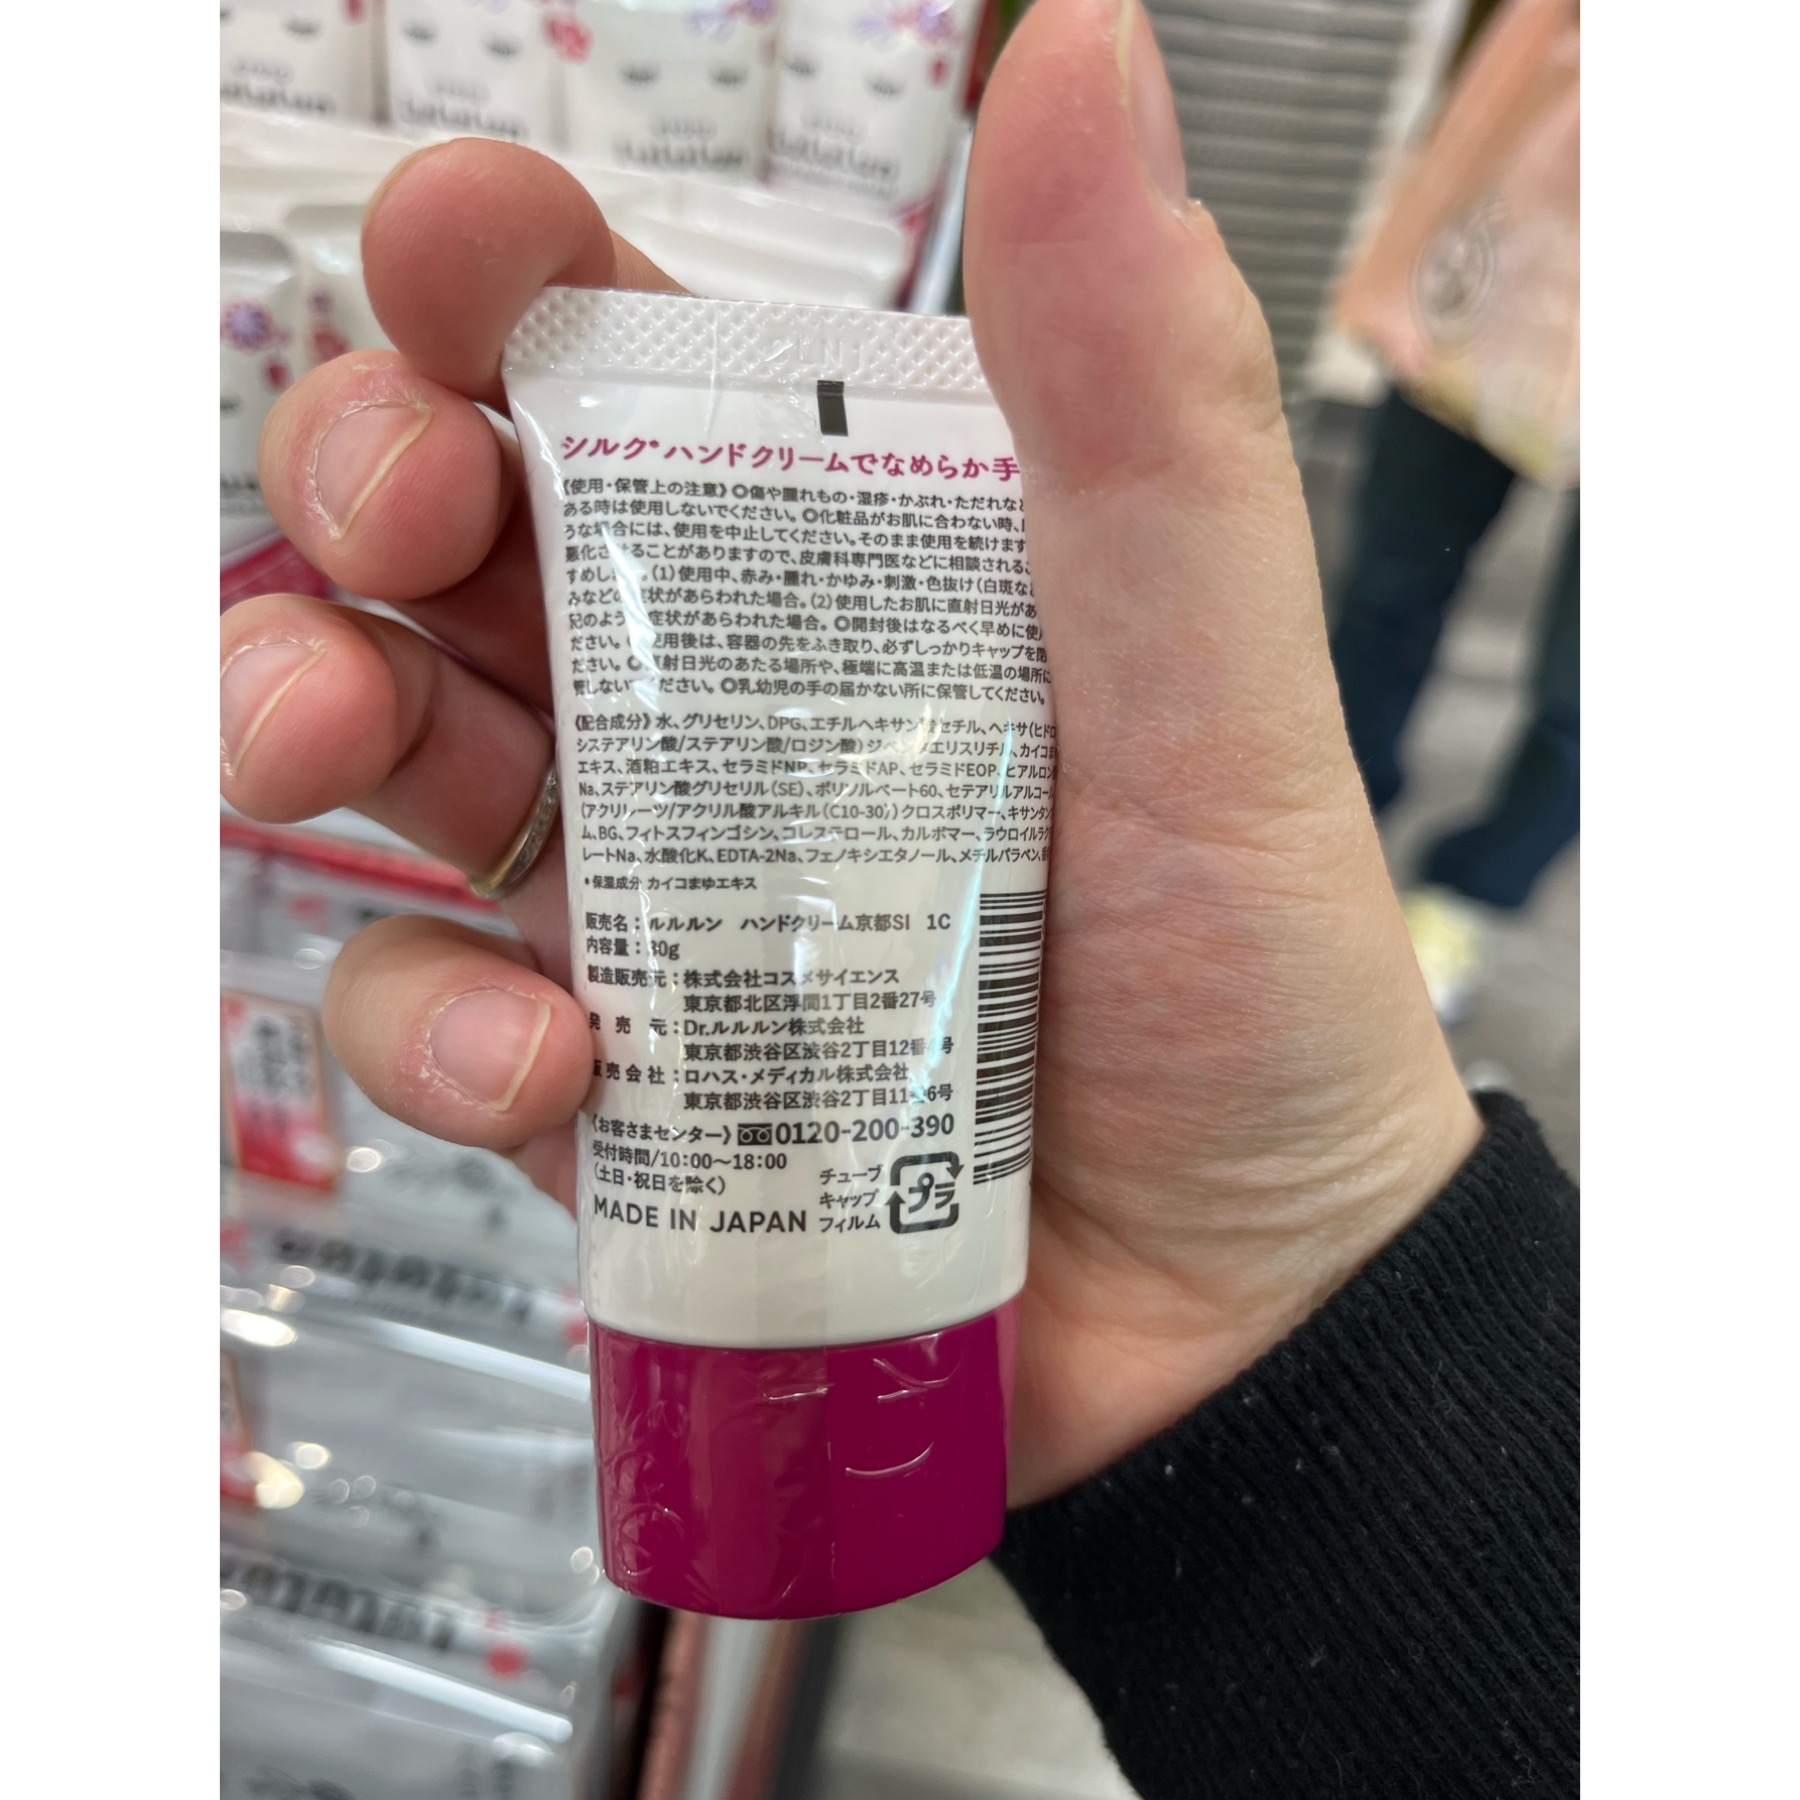 シルク*ハンドクリームでなめらか手
《使用・保管上の注意》◎傷や腫れもの・湿疹・かぶれ・ただれなど
ある時は使用しないでください。◎化粧品がお肌に合わない時、
うな場合には、使用を中止してください。そのまま使用を続けます
悪化させることがありますので、皮膚科専門医などに相談される
すめします。(1)使用中、赤み・腫れ・かゆみ・刺激・色抜け(白斑な
みなどの症状があらわれた場合。(2)使用したお肌に直射日光があ
記のような症状があらわれた場合。◎開封後はなるべく早めに使
ださい。◎使用後は、容器の先をふき取り、必ずしっかりキャップを閉
ださい。◎直射日光のあたる場所や、極端に高温または低温の場所に
管しないでください。◎乳幼児の手の届かない所に保管してください。
《配合成分》水、グリセリン、DPG、エチルヘキサン酸セチル、ヘキサ(ヒドロ
システアリン酸/ステアリン酸/ロジン酸)ジペンタエリスリチル、カイコま
エキス、酒粕エキス、セラミドNP、セラミドAP、セラミドEOP、ヒアルロン
Na、ステアリン酸グリセリル(SE)、ポリソルベート60、セテアリルアルコール
(アクリレーツ/アクリル酸アルキル(C10-30))クロスポリマー、キサンタン
ム、BG、フィトスフィンゴシン、コレステロール、カルボマー、ラウロイルラク
レートNa、水酸化K、EDTA-2Na、フェノキシエタノール、メチルパラベン、
*保湿成分 カイコまゆエキス
販売名:ルルルン ハンドクリーム京都SI 1C
内容量:30g
製造販売元:株式会社コスメサイエンス
東京都北区浮間1丁目2番27号
発売元:Dr.ルルルン株式会社
東京都渋谷区渋谷2丁目12番4号
販売会社:ロハス・メディカル株式会社
東京都渋谷区渋谷2丁目11-6号
《お客さまセンター》0120-200-390
受付時間/10:00〜18:00
(土日・祝日を除く)
MADE IN JAPAN
チューブ
キャップ
フィルム
プラ